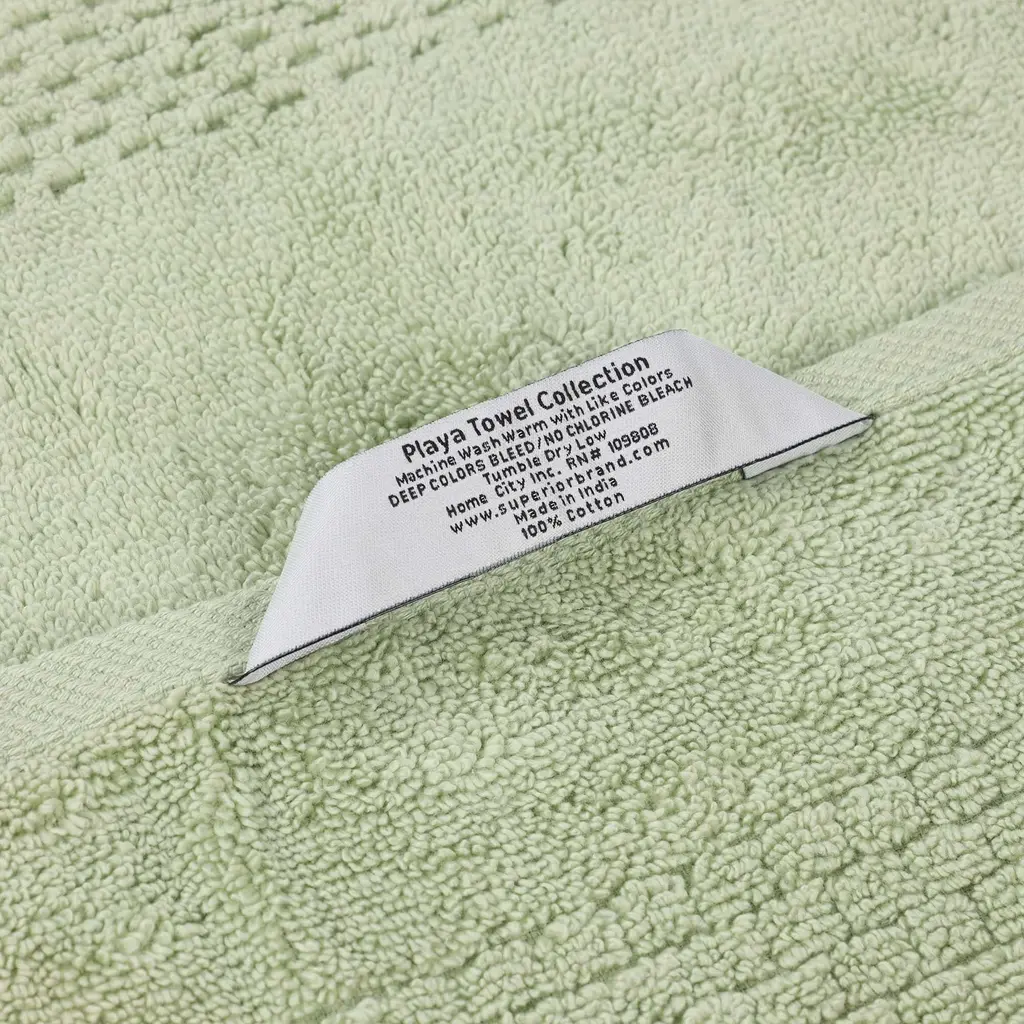 Playa Towel Collection
Machine Wash Warm with Like Colors
DEEP COLORS BLEED/NO CHLORINE BLEACH
Tumble Dry Low
Home City Inc. RN# 109808
www.superiorbrand.com
Made in India
100% Cotton